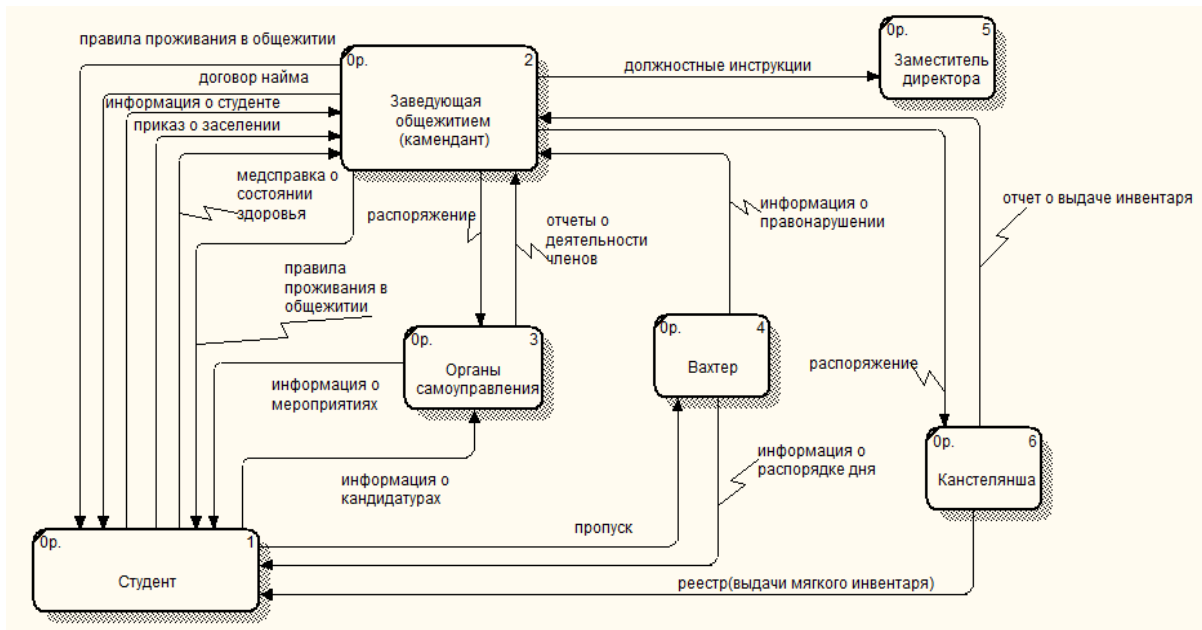 правила проживания в общежитии
0р. 2
0р. 5
Заместитель
директора
должностные инструкции
договор найма
Заведующая
общежитием
(камендант)
информация о студенте
приказ о заселении
медсправка о
состоянии
здоровья
распоряжение
отчеты о
деятельности
членов
информация о
правонарушении
отчет о выдаче инвентаря
правила
проживания в
общежитии
0р. 3
Органы
самоуправления
0р. 4
Вахтер
распоряжение
информация о
мероприятиях
0р. 6
Канстелянша
информация о
распорядке дня
информация о
кандидатурах
пропуск
0р. 1
Студент
реестр(выдачи мягкого инвентаря)